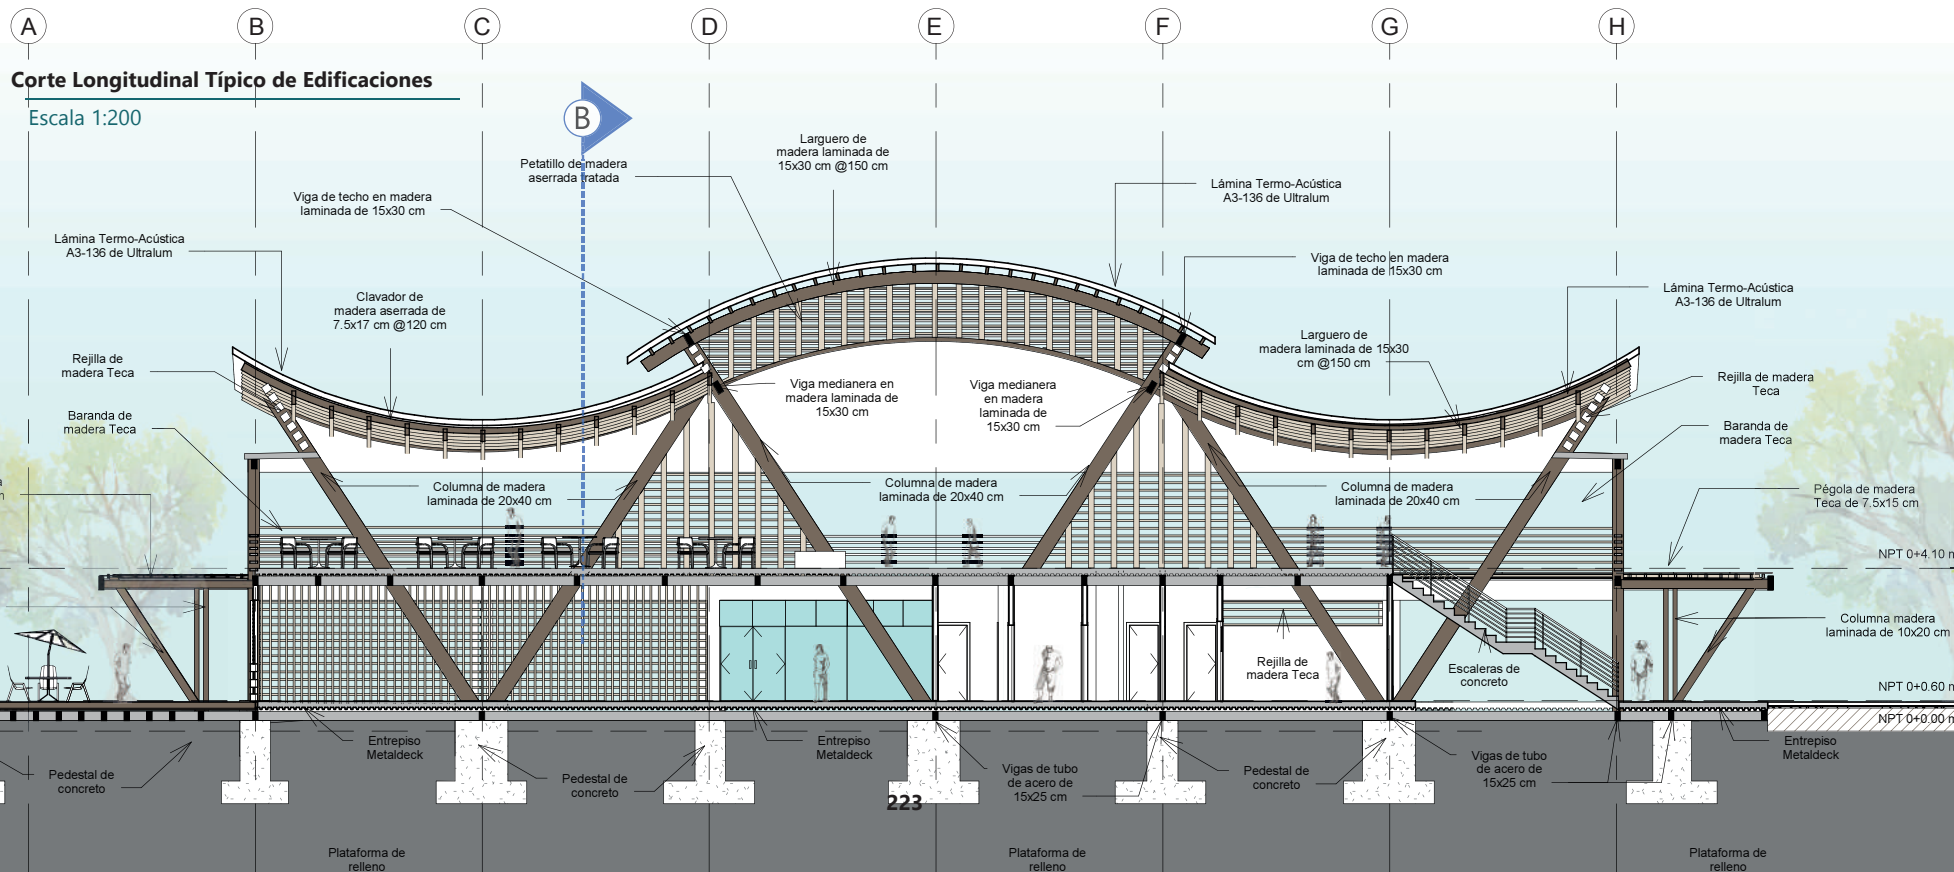 A B C D E F G H
Corte Longitudinal Típico de Edificaciones
Escala 1:200
B
Larguero de
madera laminada de
15x30 cm @150 cm
Petatillo de madera
aserrada tratada
Lámina Termo-Acústica
A3-136 de Ultralum
Viga de techo en madera
laminada de 15x30 cm
Lámina Termo-Acústica
A3-136 de Ultralum
Viga de techo en madera
laminada de 15x30 cm
Lámina Termo-Acústica
A3-136 de Ultralum
Clavador de
madera aserrada de
7.5x17 cm @120 cm
Larguero de
madera laminada de 15x30
cm @150 cm
Rejilla de
madera Teca
Viga medianera en
madera laminada de
15x30 cm
Viga medianera
en madera
laminada de
15x30 cm
Rejilla de madera
Teca
Baranda de
madera Teca
Baranda de
madera Teca
Columna de madera
laminada de 20x40 cm
Columna de madera
laminada de 20x40 cm
Columna de madera
laminada de 20x40 cm
Pégola de madera
Teca de 7.5x15 cm
NPT 0+4.10 m
Columna madera
laminada de 10x20 cm
Rejilla de
madera Teca
Escaleras de
concreto
NPT 0+0.60 m
NPT 0+0.00 m
Entrepiso
Metaldeck
Entrepiso
Metaldeck
Entrepiso
Metaldeck
Pedestal de
concreto
Pedestal de
concreto
Vigas de tubo
de acero de
15x25 cm
Pedestal de
concreto
Vigas de tubo
de acero de
15x25 cm
223
Plataforma de
relleno
Plataforma de
relleno
Plataforma de
relleno